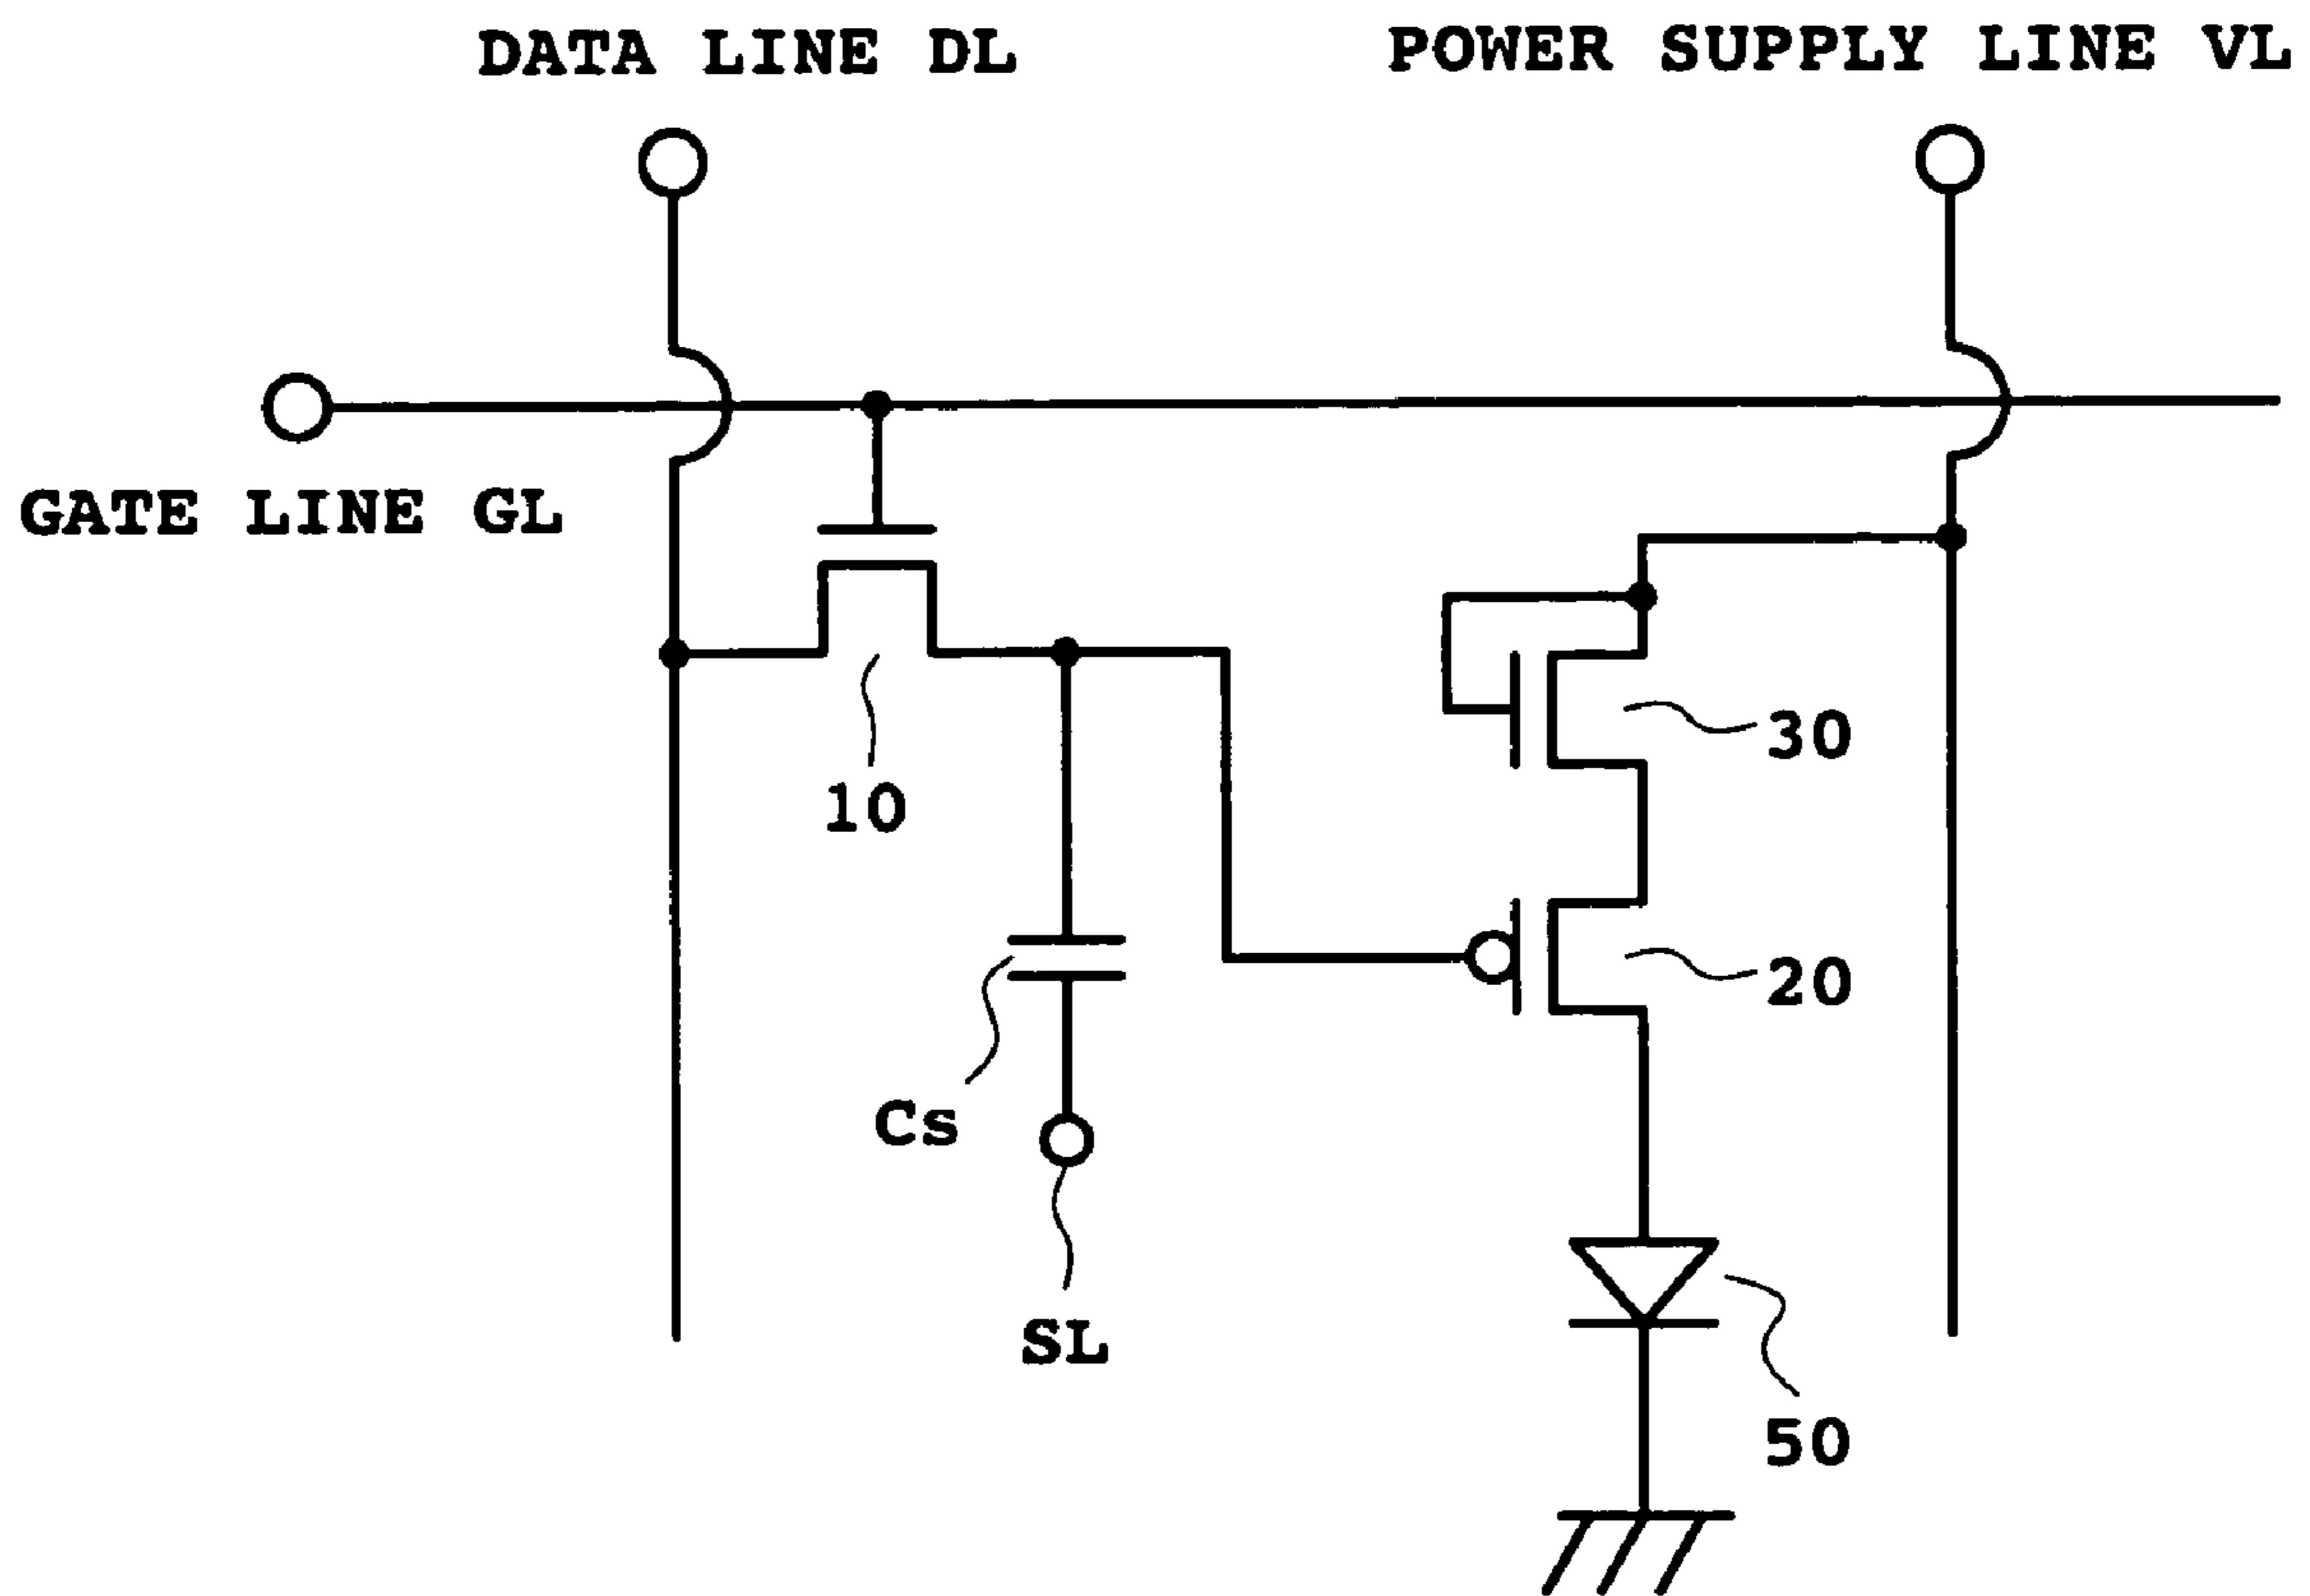 DATA LINE DL
POWER SUPPLY LINE VL
GATE LINE GL
30
10
20
Cs
SL
50